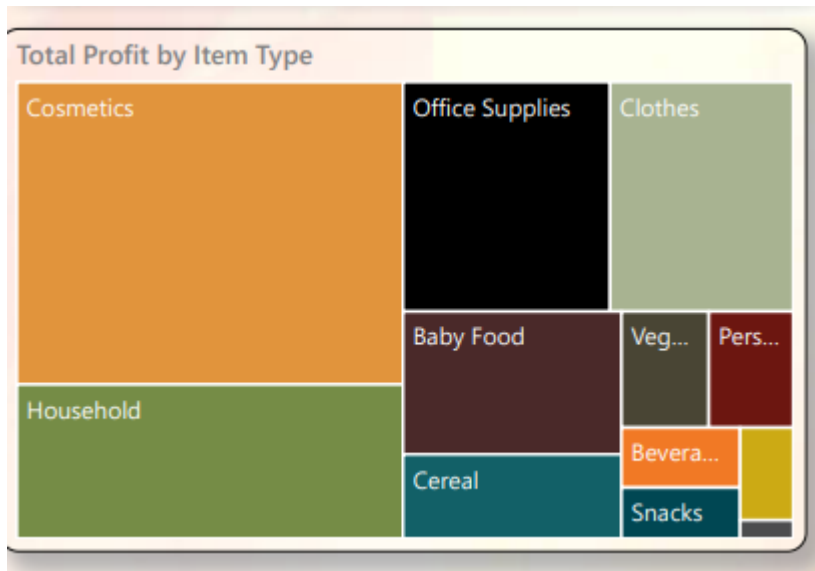 Total Profit by Item Type
Cosmetics
Office Supplies
Clothes
Baby Food
Veg...
Pers...
Household
Bevera...
Cereal
Snacks